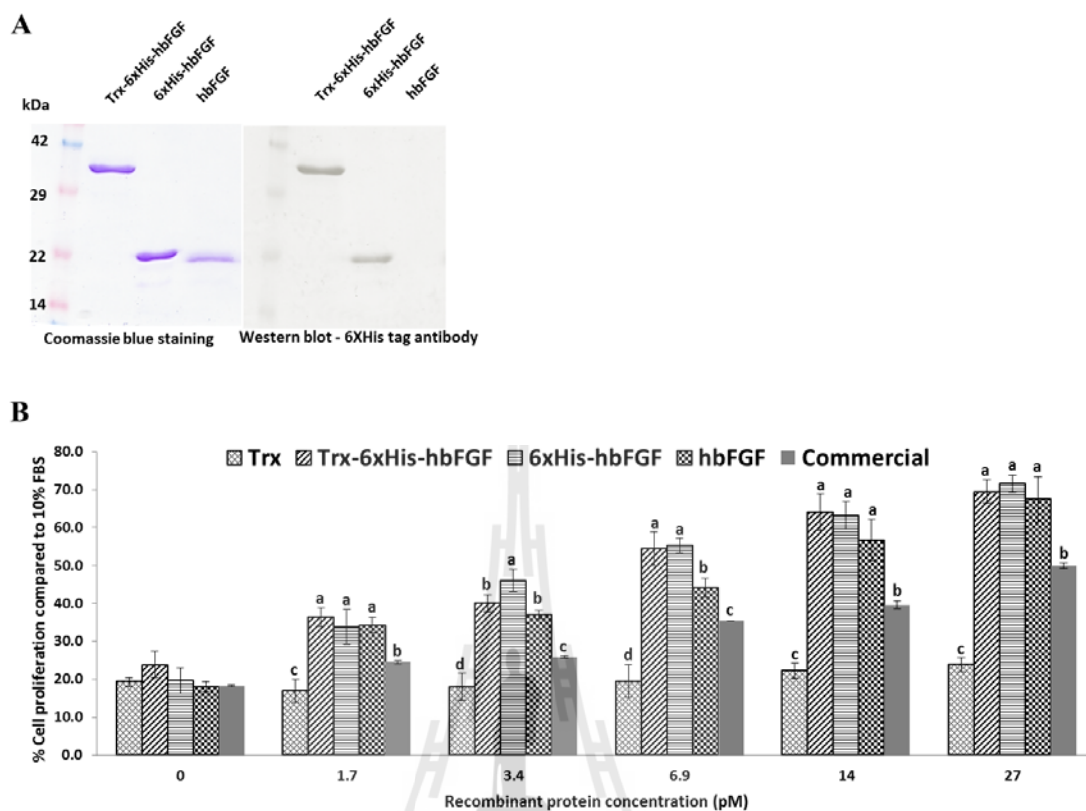 A
Trx-6xHis-hbFGF
6xHis-hbFGF
hbFGF
Trx-6xHis-hbFGF
6xHis-hbFGF
hbFGF
kDa
42
29
22
14
Coomassie blue staining
Western blot - 6XHis tag antibody
B
80.0
70.0
60.0
50.0
40.0
30.0
20.0
10.0
0.0
% Cell proliferation compared to 10% FBS
Trx Trx-6xHis-hbFGF 6xHis-hbFGF hbFGF Commercial
c a a a b
d b a b c
d a a b c
c a a a b
c a a a b
0 1.7 3.4 6.9 14 27
Recombinant protein concentration (pM)